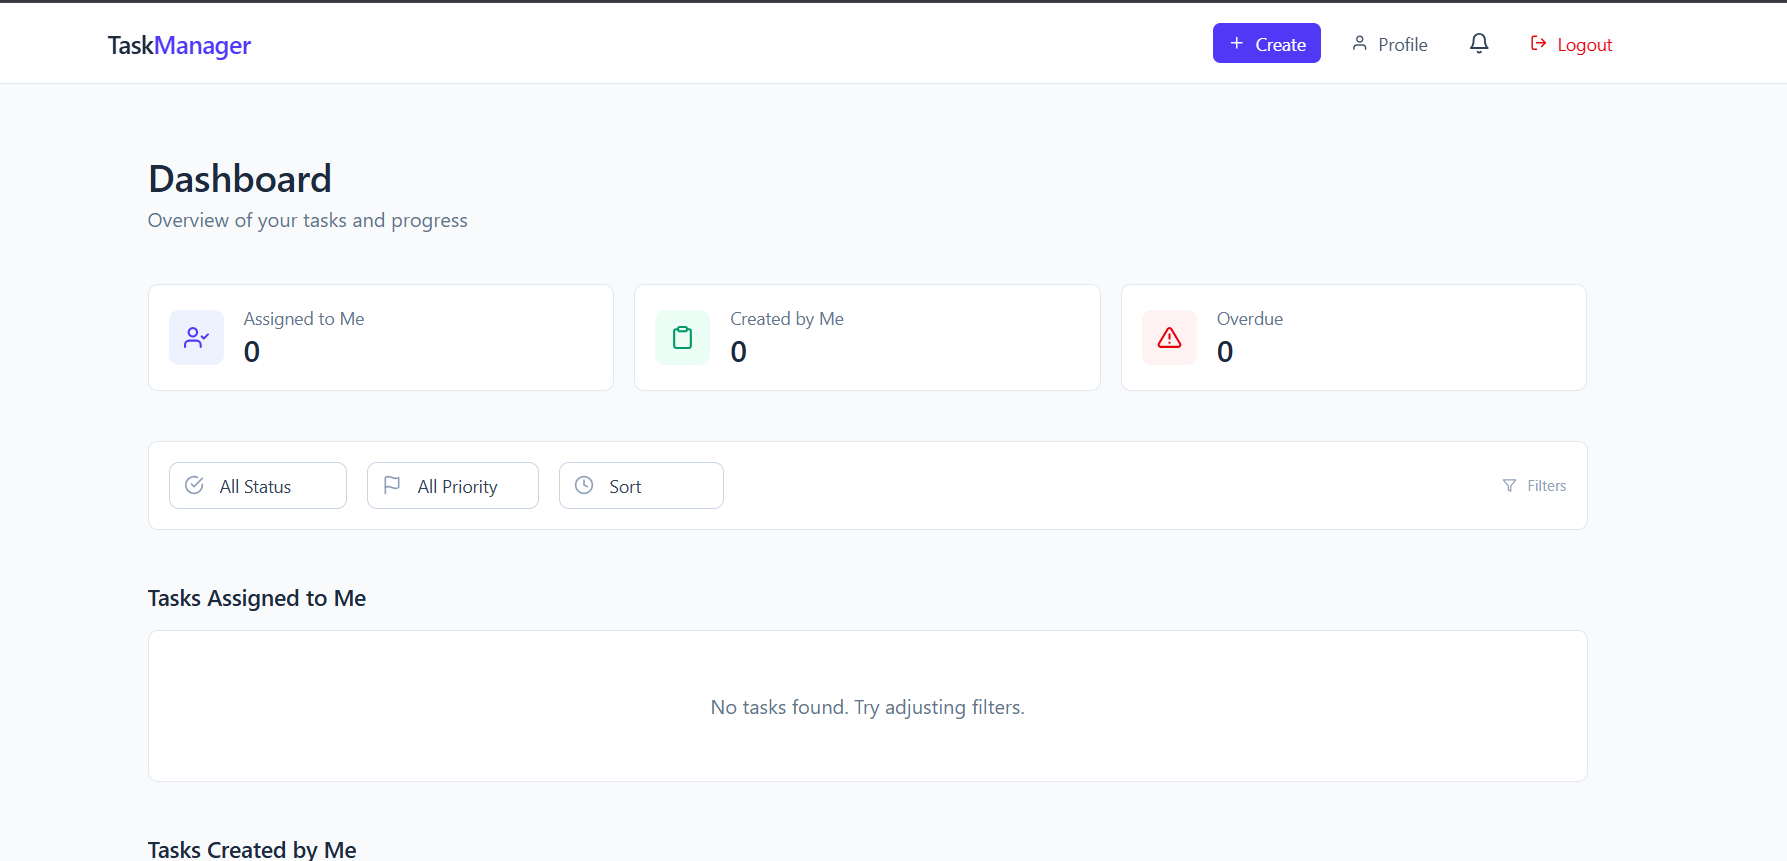 TaskManager
Create
Profile
Logout
Dashboard
Overview of your tasks and progress
Assigned to Me
0
Created by Me
0
Overdue
0
All Status
All Priority
Sort
Filters
Tasks Assigned to Me
No tasks found. Try adjusting filters.
Tasks Created by Me